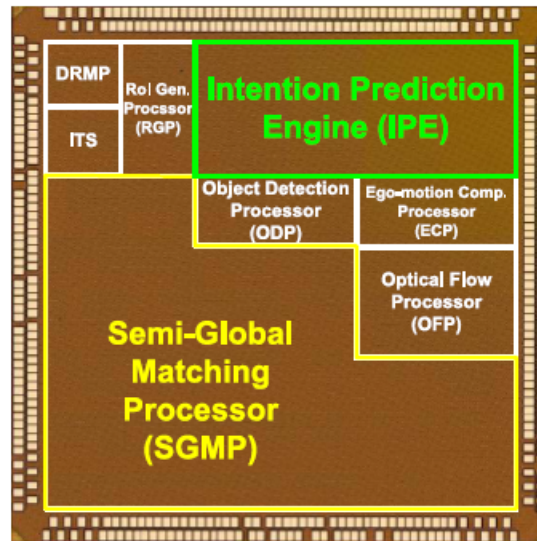 DRMP
ITS
RoI Gen.
Procssor
(RGP)
Intention Prediction
Engine (IPE)
Object Detection
Processor
(ODP)
Ego-motion Comp.
Processor
(ECP)
Optical Flow
Processor
(OFP)
Semi-Global
Matching
Processor
(SGMP)